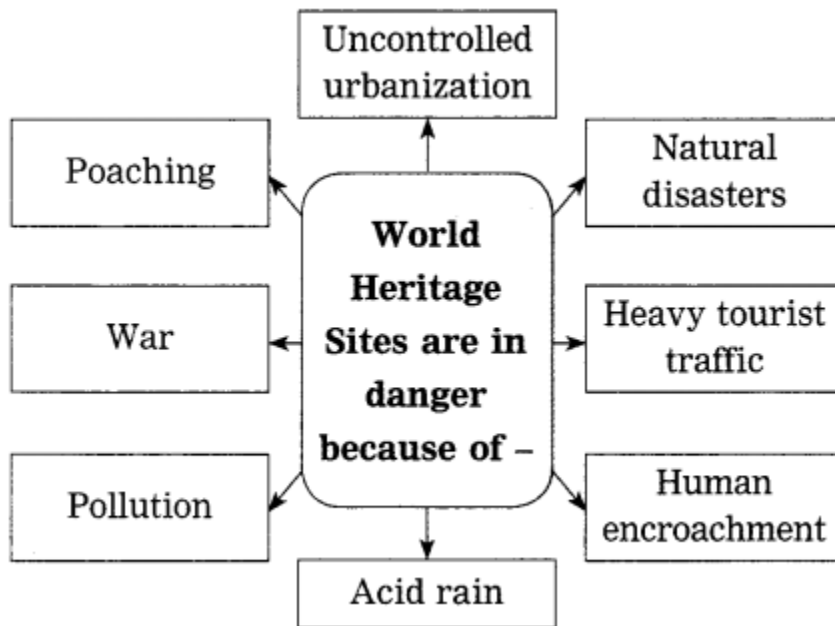 Uncontrolled
urbanization
Poaching
Natural
disasters
World
Heritage
Sites are in
danger
because of –
War
Heavy tourist
traffic
Pollution
Human
encroachment
Acid rain